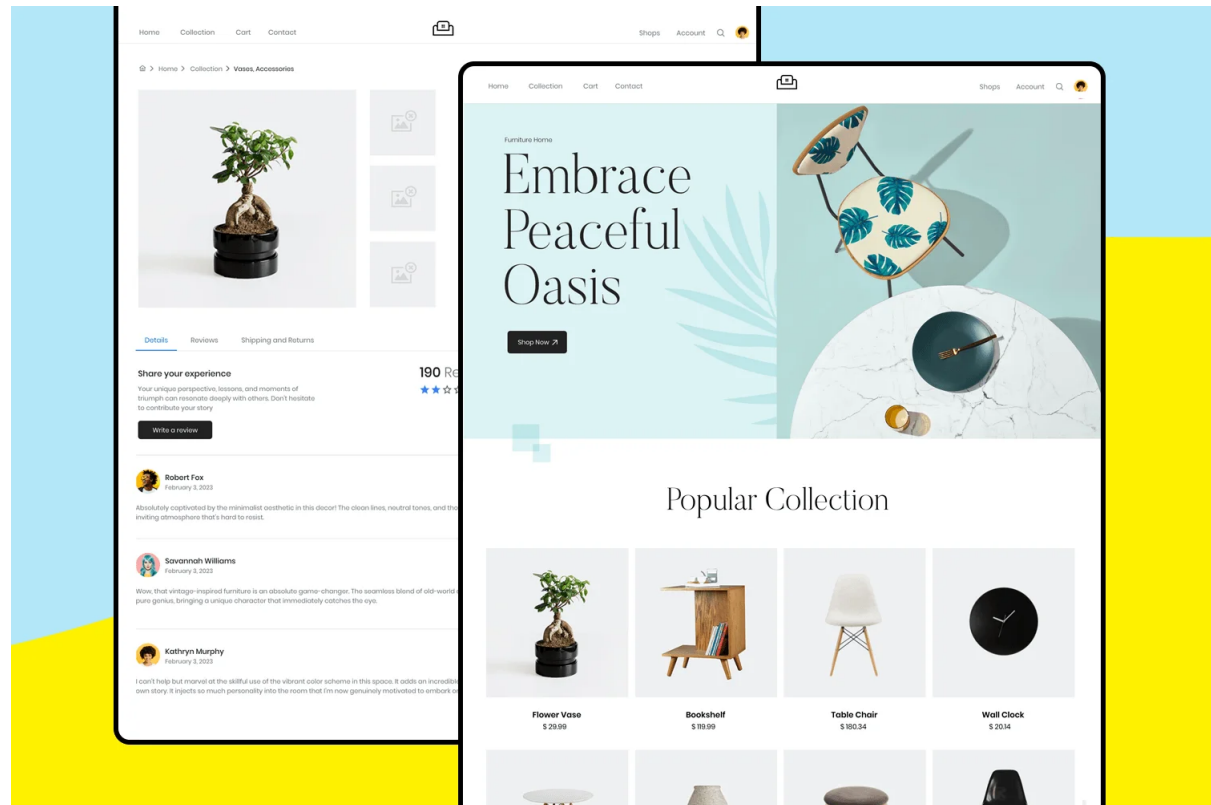 Home Collection Cart Contact
Shops Account
Home > Collection > Vases, Accessories
Details Reviews Shipping and Returns
Share your experience
190 Re
Your unique perspective, lessons, and moments of
triumph can resonate deeply with others. Don't hesitate
to contribute your story
Write a review
Robert Fox
February 3, 2023
Absolutely captivated by the minimalist aesthetic in this decor! The clean lines, neutral tones, and the
inviting atmosphere that's hard to resist.
Savannah Williams
February 3, 2023
Wow, that vintage-inspired furniture is an absolute game-changer. The seamless blend of old-world
pure genius, bringing a unique character that immediately catches the eye.
Kathryn Murphy
February 3, 2023
I can't help but marvel at the skillful use of the vibrant color scheme in this space. It adds an incredible
own story. It injects so much personality into the room that I'm now genuinely motivated to embark
Home Collection Cart Contact
Shops Account
Furniture Home
Embrace
Peaceful
Oasis
Shop Now
Popular Collection
Flower Vase
$ 29.99
Bookshelf
$ 119.99
Table Chair
$ 180.34
Wall Clock
$ 20.14